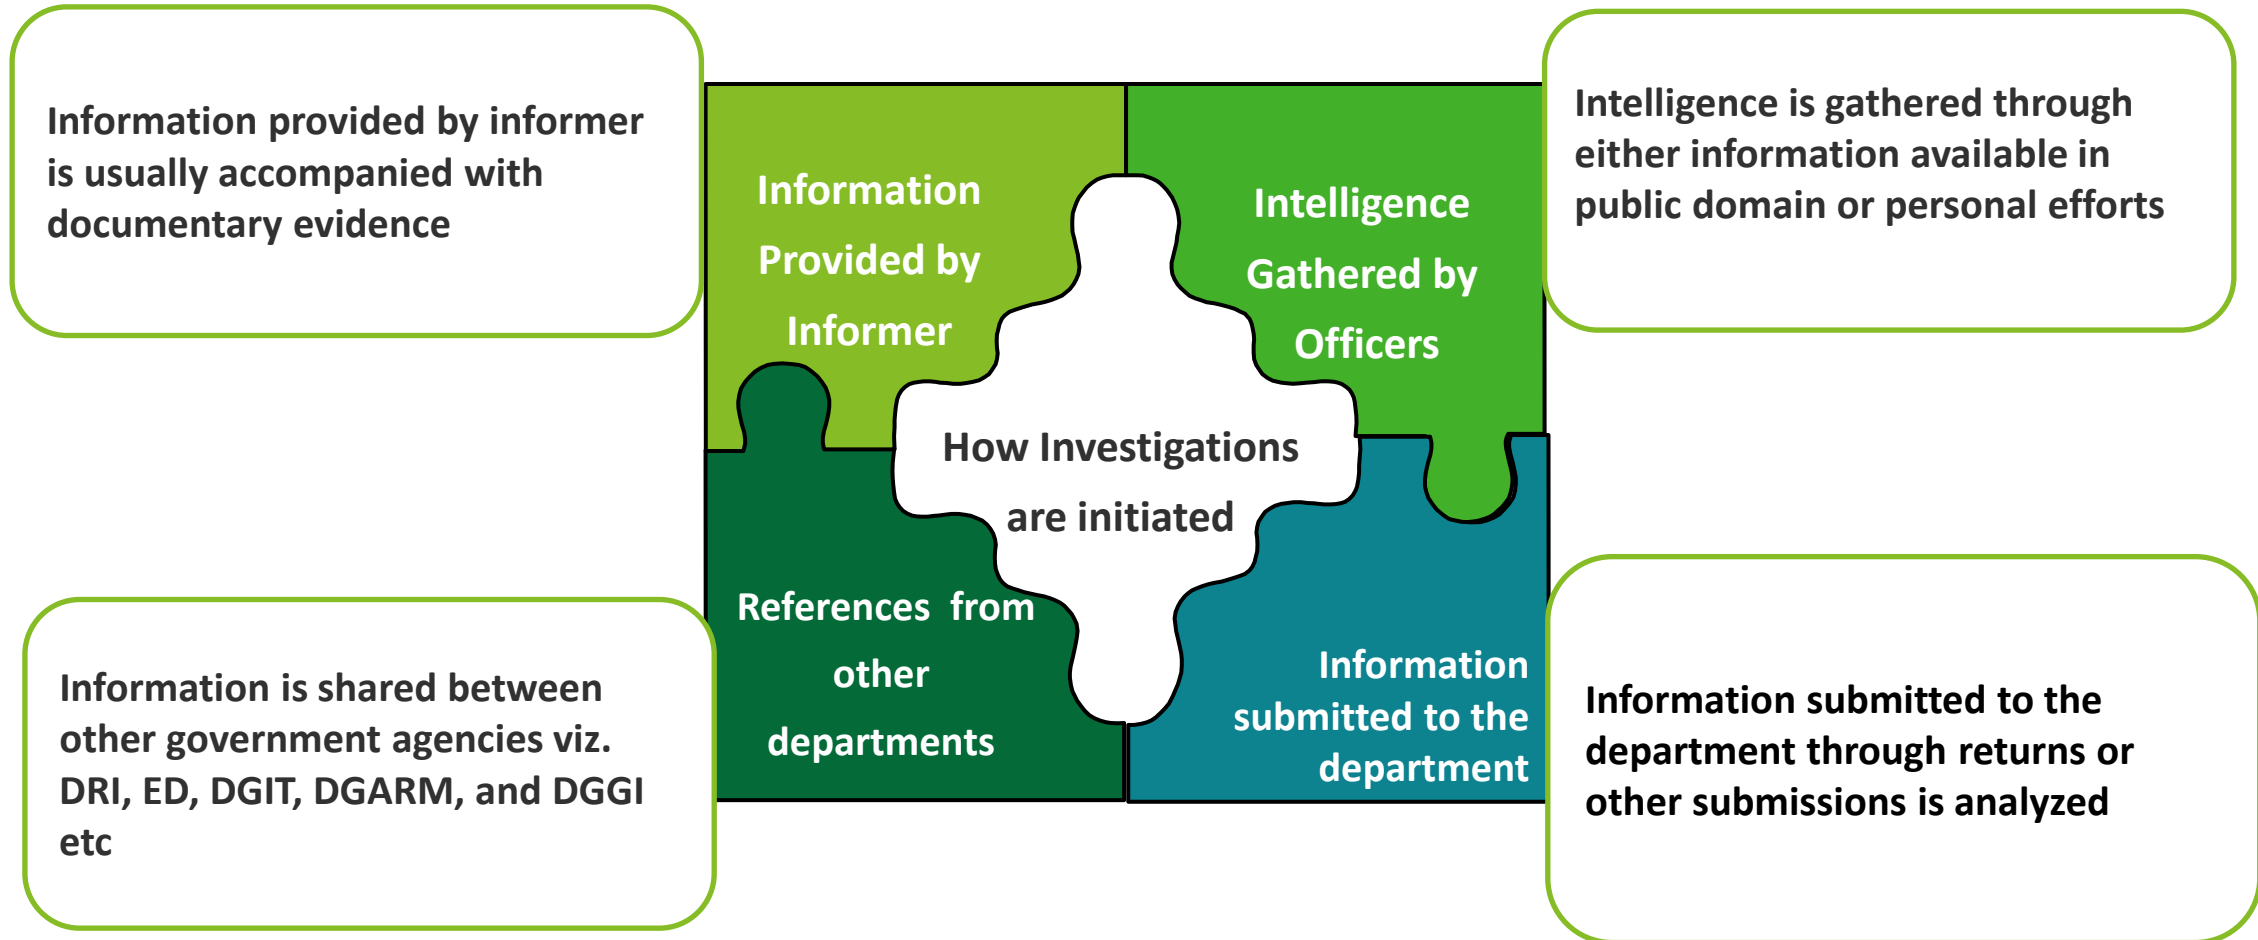 Information provided by informer
is usually accompanied with
documentary evidence
Information
Provided by
Informer
Intelligence
Gathered by
Officers
Intelligence is gathered through
either information available in
public domain or personal efforts
How Investigations
are initiated
Information is shared between
other government agencies viz.
DRI, ED, DGIT, DGARM, and DGGI
etc
References from
other
departments
Information
submitted to the
department
Information submitted to the
department through returns or
other submissions is analyzed